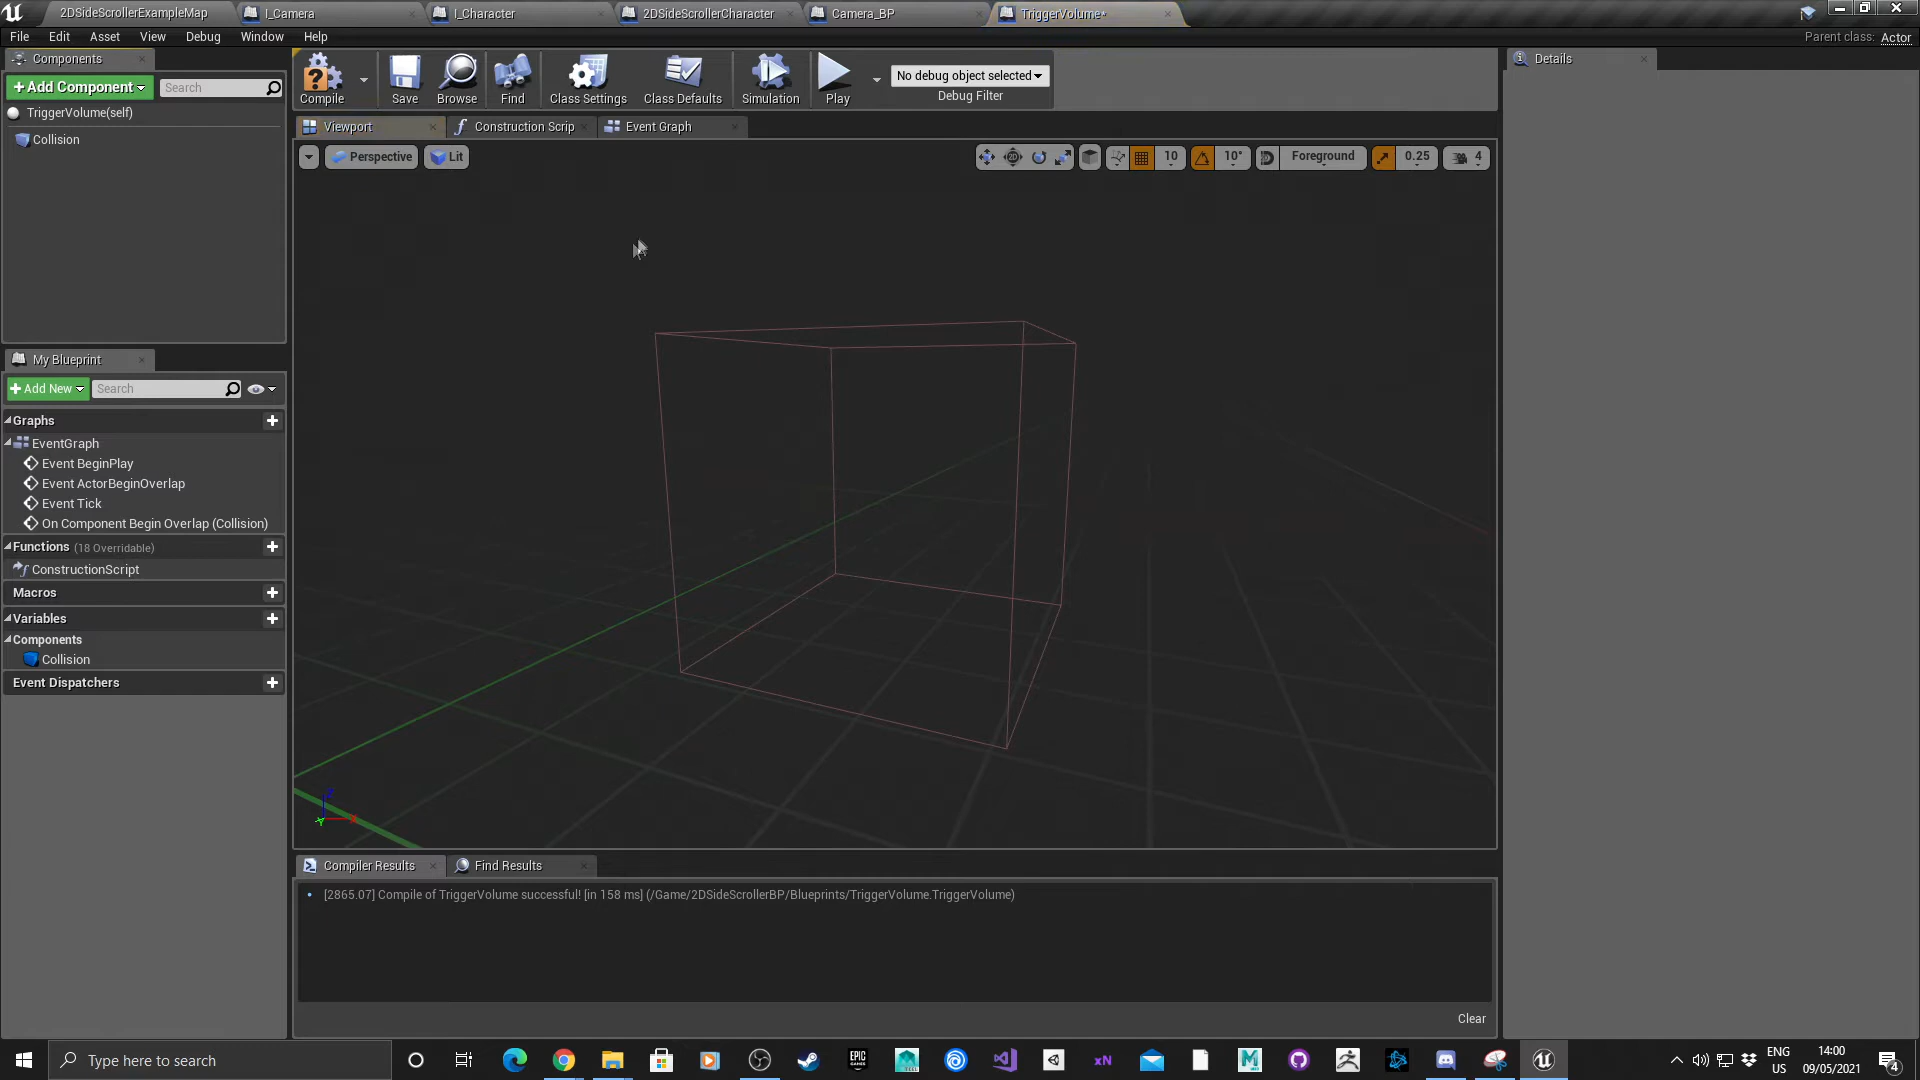 2DSideScrollerExampleMap
I_Camera
I_Character
2DSideScrollerCharacter
Camera_BP
TriggerVolume*
File Edit Asset View Debug Window Help
Parent class: Actor
Components
+Add Component
Search
TriggerVolume(self)
Collision
Compile
Save
Browse
Find
Class Settings
Class Defaults
Simulation
Play
No debug object selected
Debug Filter
Details
Viewport
Construction Scrip
Event Graph
Perspective
Lit
10
10°
Foreground
0.25
4
My Blueprint
+Add New
Search
Graphs
EventGraph
Event BeginPlay
Event ActorBeginOverlap
Event Tick
On Component Begin Overlap (Collision)
Functions (18 Overridable)
ConstructionScript
Macros
Variables
Components
Collision
Event Dispatchers
Z
Y
X
Compiler Results
Find Results
[2865.07] Compile of TriggerVolume successful! [in 158 ms] (/Game/2DSideScrollerBP/Blueprints/TriggerVolume.TriggerVolume)
Clear
Type here to search
EPIC
GAMES
xN
M
ENG
US
14:00
09/05/2021
4